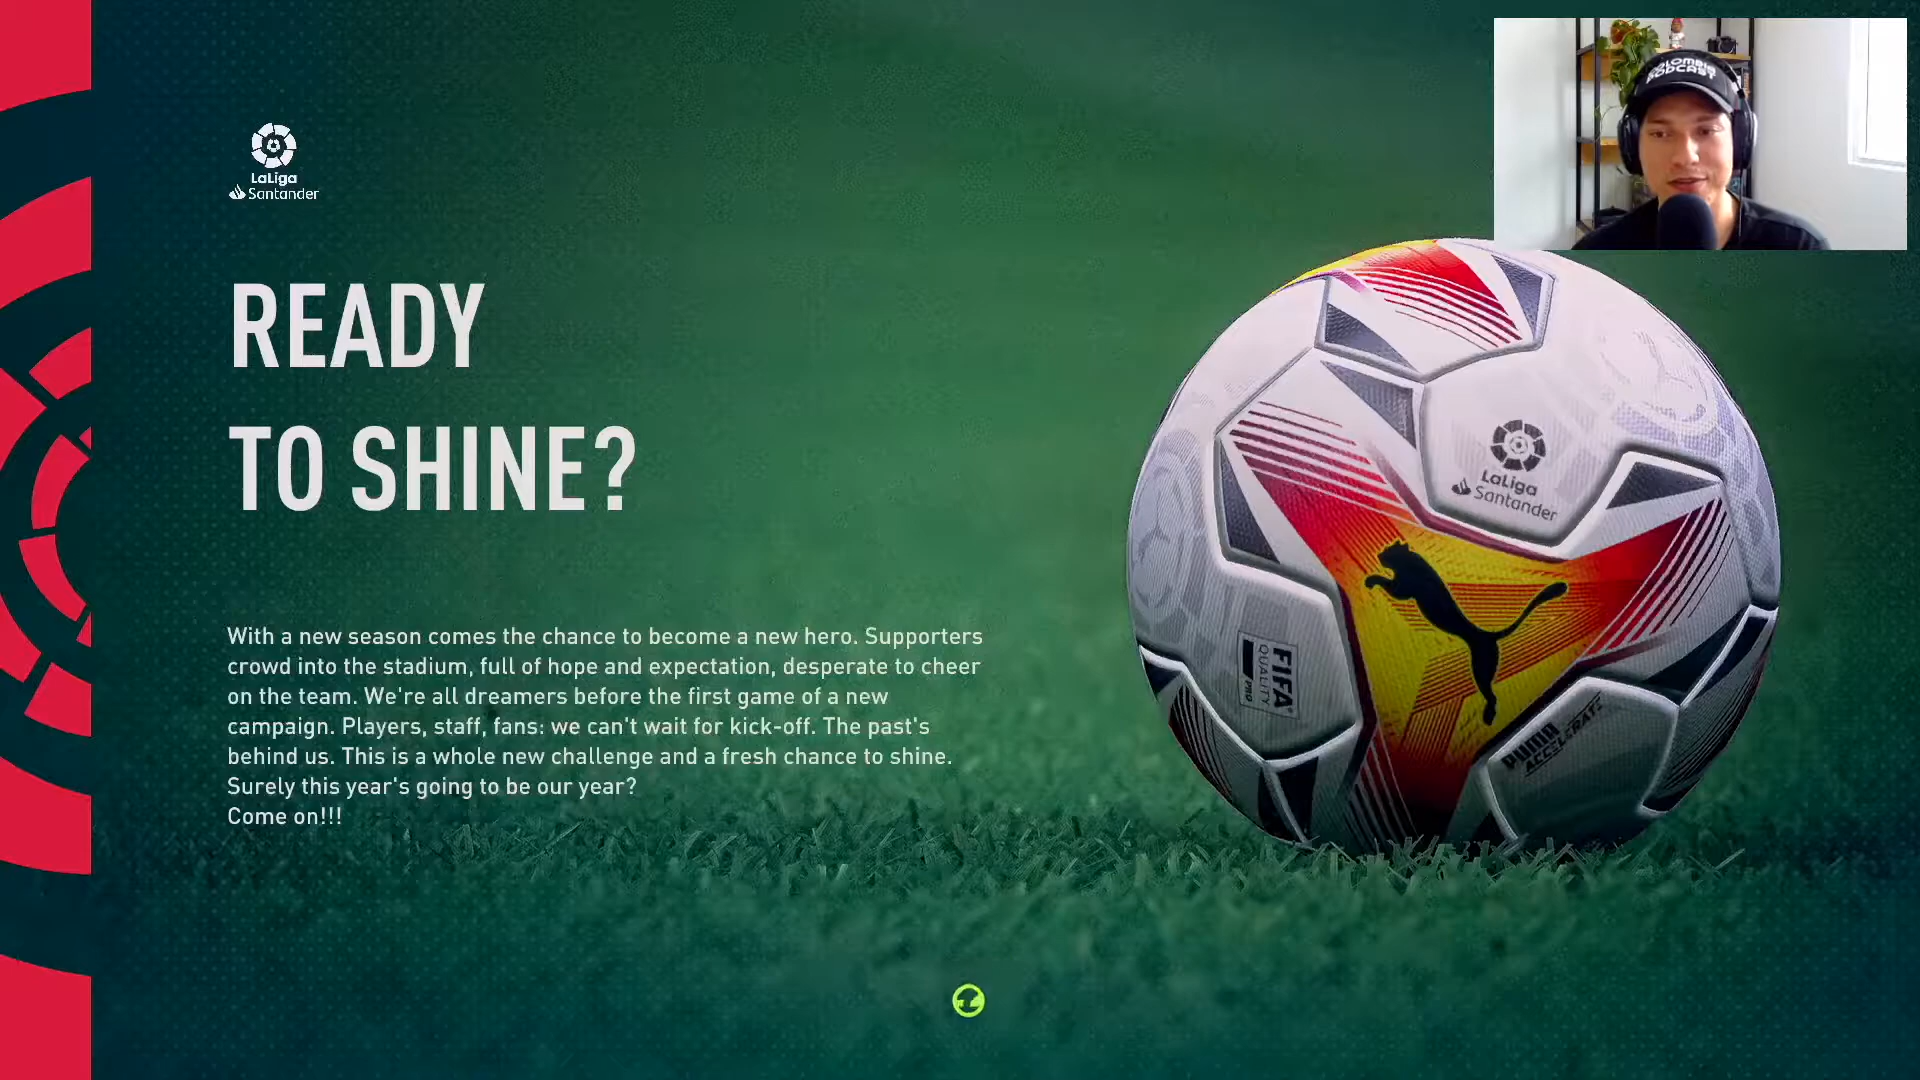 LaLiga
Santander
READY
TO SHINE?
With a new season comes the chance to become a new hero. Supporters
crowd into the stadium, full of hope and expectation, desperate to cheer
on the team. We're all dreamers before the first game of a new
campaign. Players, staff, fans: we can't wait for kick-off. The past's
behind us. This is a whole new challenge and a fresh chance to shine.
Surely this year's going to be our year?
Come on!!!
COLOMBIA
PODCAST
LaLiga
Santander
FIFA
QUALITY
PRO
PUMA
ACCELERATE